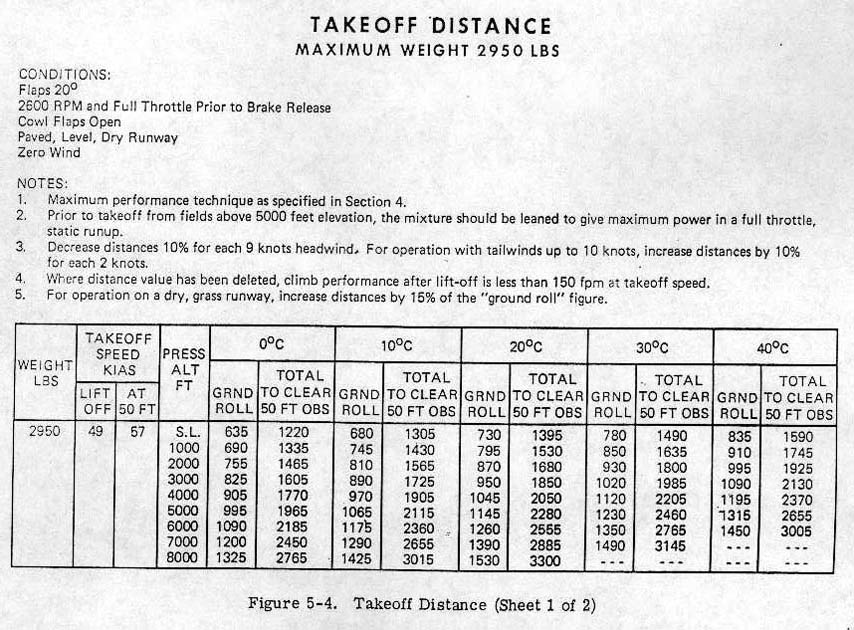 TAKEOFF DISTANCE
MAXIMUM WEIGHT 2950 LBS
CONDITIONS:
Flaps 20°
2600 RPM and Full Throttle Prior to Brake Release
Cowl Flaps Open
Paved, Level, Dry Runway
Zero Wind
NOTES:
1. Maximum performance technique as specified in Section 4.
2. Prior to takeoff from fields above 5000 feet elevation, the mixture should be leaned to give maximum power in a full throttle,
static runup.
3. Decrease distances 10% for each 9 knots headwind. For operation with tailwinds up to 10 knots, increase distances by 10%
for each 2 knots.
4. Where distance value has been deleted, climb performance after lift-off is less than 150 fpm at takeoff speed.
5. For operation on a dry, grass runway, increase distances by 15% of the "ground roll" figure.
WEIGHT LBS
TAKEOFF SPEED KIAS
LIFT OFF
AT 50 FT
PRESS ALT FT
0°C 10°C 20°C 30°C 40°C
GRND ROLL TOTAL TO CLEAR 50 FT OBS GRND ROLL TOTAL TO CLEAR 50 FT OBS GRND ROLL TOTAL TO CLEAR 50 FT OBS GRND ROLL TOTAL TO CLEAR 50 FT OBS GRND ROLL TOTAL TO CLEAR 50 FT OBS
2950 49 57 S.L. 635 1220 680 1305 730 1395 780 1490 835 1590
1000 690 1335 745 1430 795 1530 850 1635 910 1745
2000 755 1465 810 1565 870 1680 930 1800 995 1925
3000 825 1605 890 1725 950 1850 1020 1985 1090 2130
4000 905 1770 970 1905 1045 2050 1120 2205 1195 2370
5000 995 1965 1065 2115 1145 2280 1230 2460 1315 2655
6000 1090 2185 1175 2360 1260 2555 1350 2765 1450 3005
7000 1200 2450 1290 2655 1390 2885 1490 3145 --- ---
8000 1325 2765 1425 3015 1530 3300 --- --- --- ---
Figure 5-4. Takeoff Distance (Sheet 1 of 2)